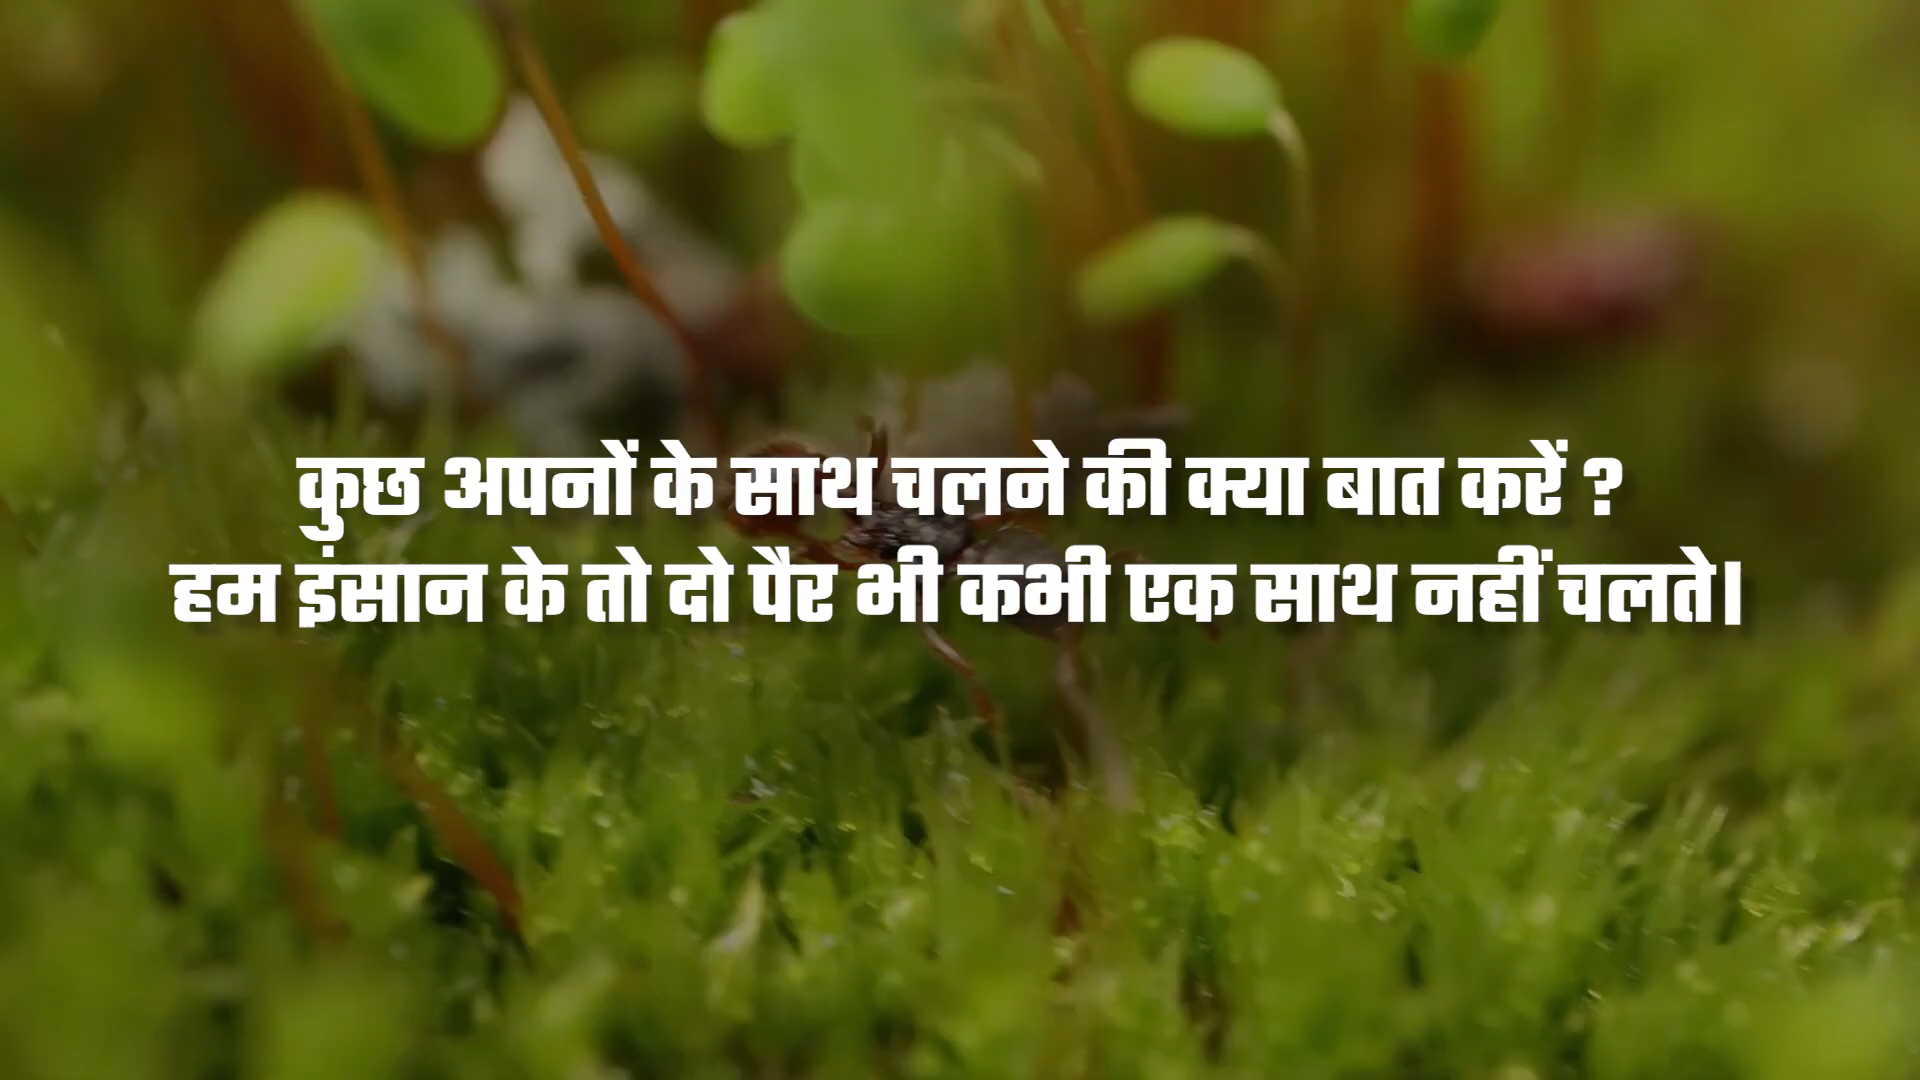 कुछ अपनों के साथ चलने की क्या बात करें ?
हम इंसान के तो दो पैर भी कभी एक साथ नहीं चलते।